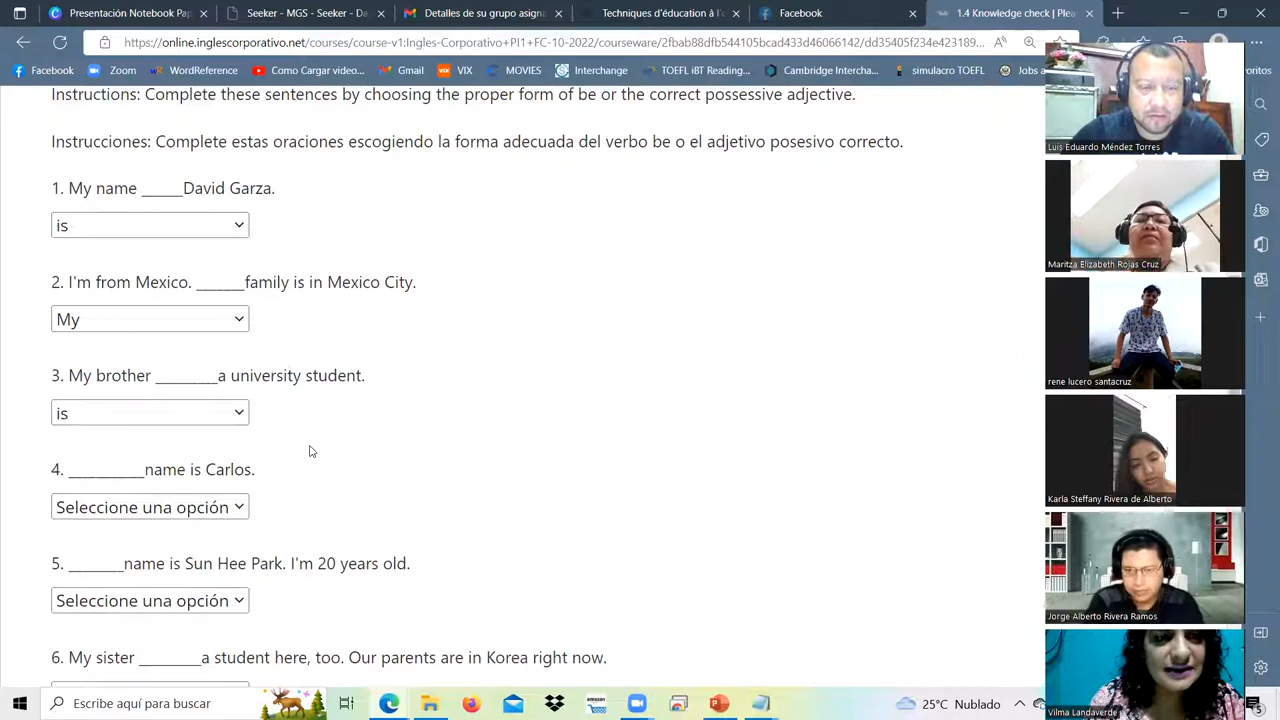 Presentación Notebook Pap
Seeker - MGS - Seeker - Da
Detalles de su grupo asigna
Techniques d'éducation à l'o
Facebook
1.4 Knowledge check | Plea
https://online.inglescorporativo.net/courses/course-v1:Ingles-Corporativo+PI1+FC-10-2022/courseware/2fbab88dfb544105bcad433d46066142/dd35405f234e423189...
Facebook
Zoom
WordReference
Como Cargar videos
Gmail
VIX
MOVIES
Interchange
TOEFL iBT Reading...
Cambridge Intercha...
simulacro TOEFL
Jobs a
oritos
Instructions: Complete these sentences by choosing the proper form of be or the correct possessive adjective.
Instrucciones: Complete estas oraciones escogiendo la forma adecuada del verbo be o el adjetivo posesivo correcto.
1. My name _____David Garza.
is
2. I'm from Mexico. ______family is in Mexico City.
My
3. My brother ________a university student.
is
4. __________name is Carlos.
Seleccione una opción
5. _______name is Sun Hee Park. I'm 20 years old.
Seleccione una opción
6. My sister ________a student here, too. Our parents are in Korea right now.
Luis Eduardo Méndez Torres
Maritza Elizabeth Rojas Cruz
rene lucero santacruz
Karla Steffany Rivera de Alberto
Jorge Alberto Rivera Ramos
Vilma Landaverde
Escribe aquí para buscar
amazon
25°C Nublado